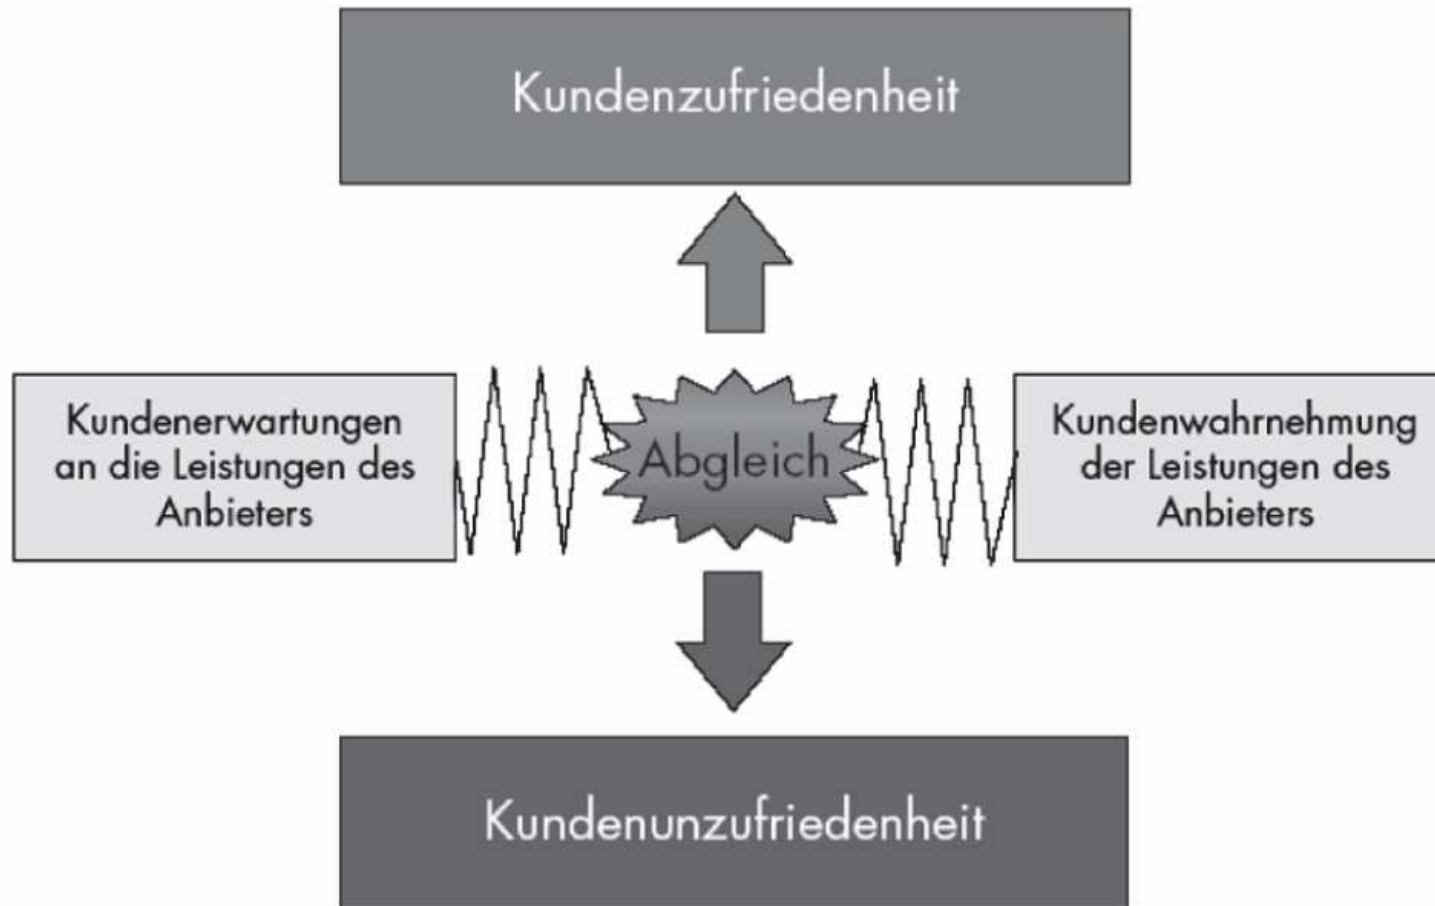 Kundenzufriedenheit
Kundenerwartungen
an die Leistungen des
Anbieters
Abgleich
Kundenwahrnehmung
der Leistungen des
Anbieters
Kundenunzufriedenheit